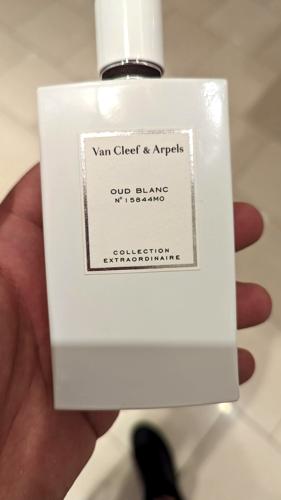 Van Cleef & Arpels
OUD BLANC
N° 15844MO
COLLECTION
EXTRAORDINAIRE